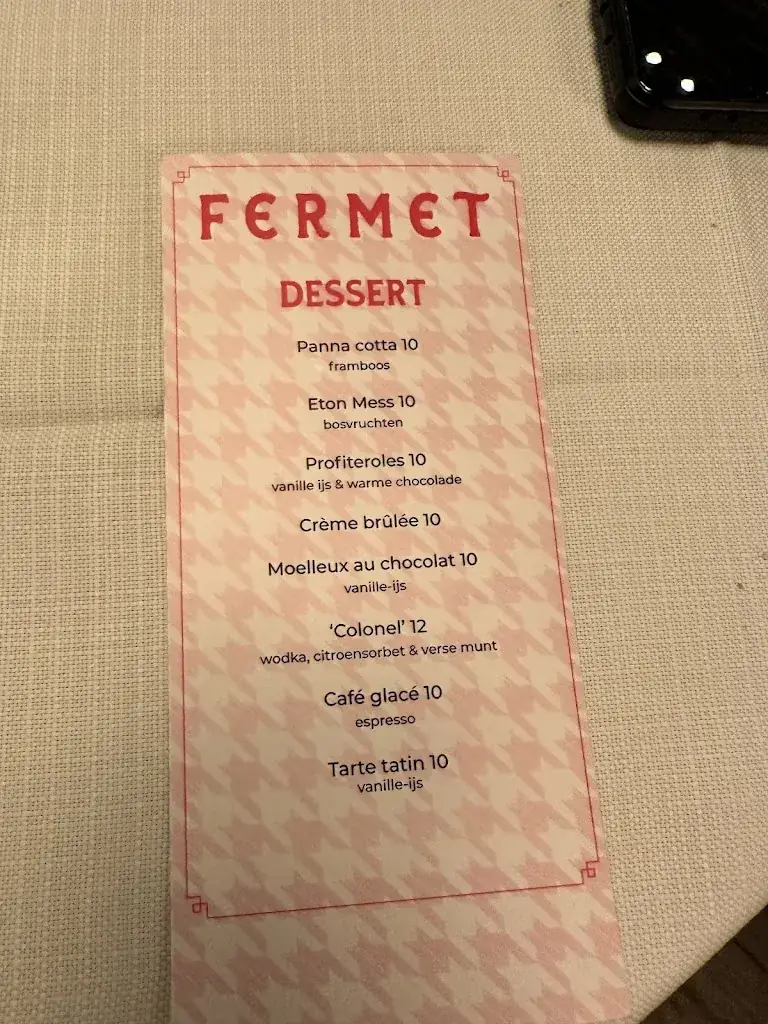 FERMET
DESSERT
Panna cotta 10
framboos
Eton Mess 10
bosvruchten
Profiteroles 10
vanille ijs & warme chocolade
Crème brûlée 10
Moelleux au chocolat 10
vanille-ijs
‘Colonel’ 12
wodka, citroensorbet & verse munt
Café glacé 10
espresso
Tarte tatin 10
vanille-ijs